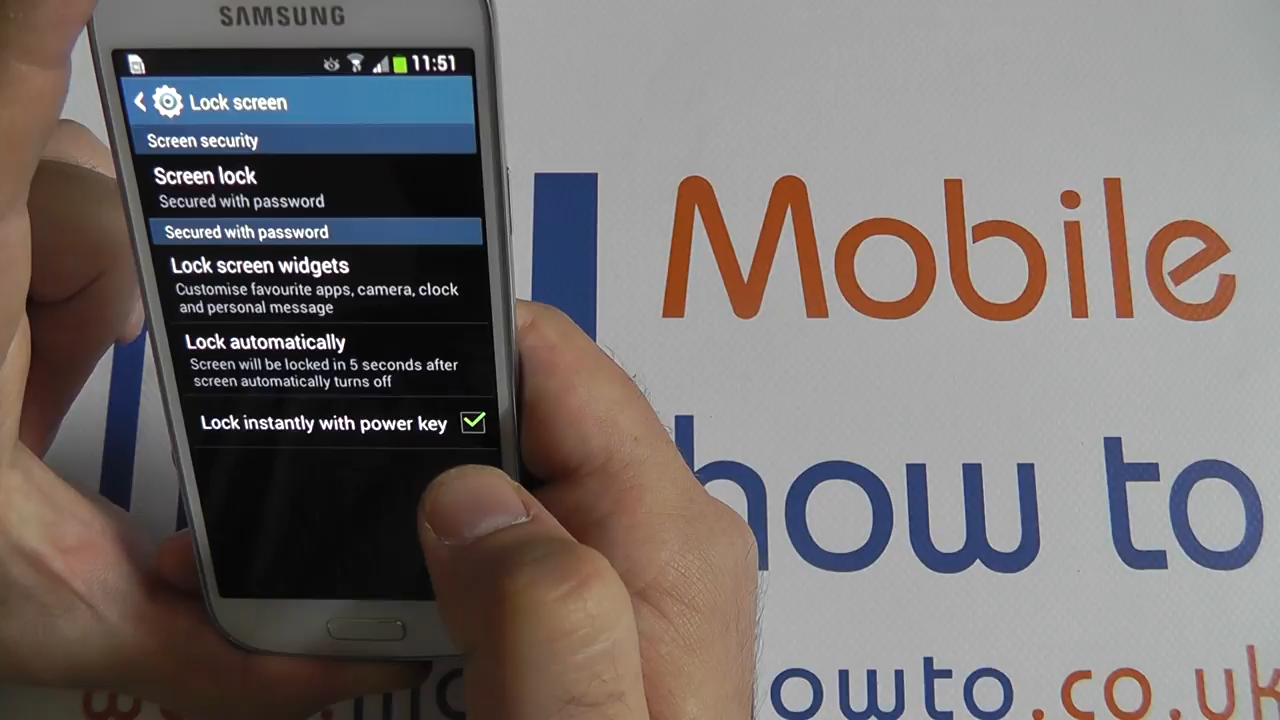 SAMSUNG
11:51
Lock screen
Screen security
Screen lock
Secured with password
Secured with password
Lock screen widgets
Customise favourite apps, camera, clock
and personal message
Lock automatically
Screen will be locked in 5 seconds after
screen automatically turns off
Lock instantly with power key
Mobile
how to
owto.co.uk